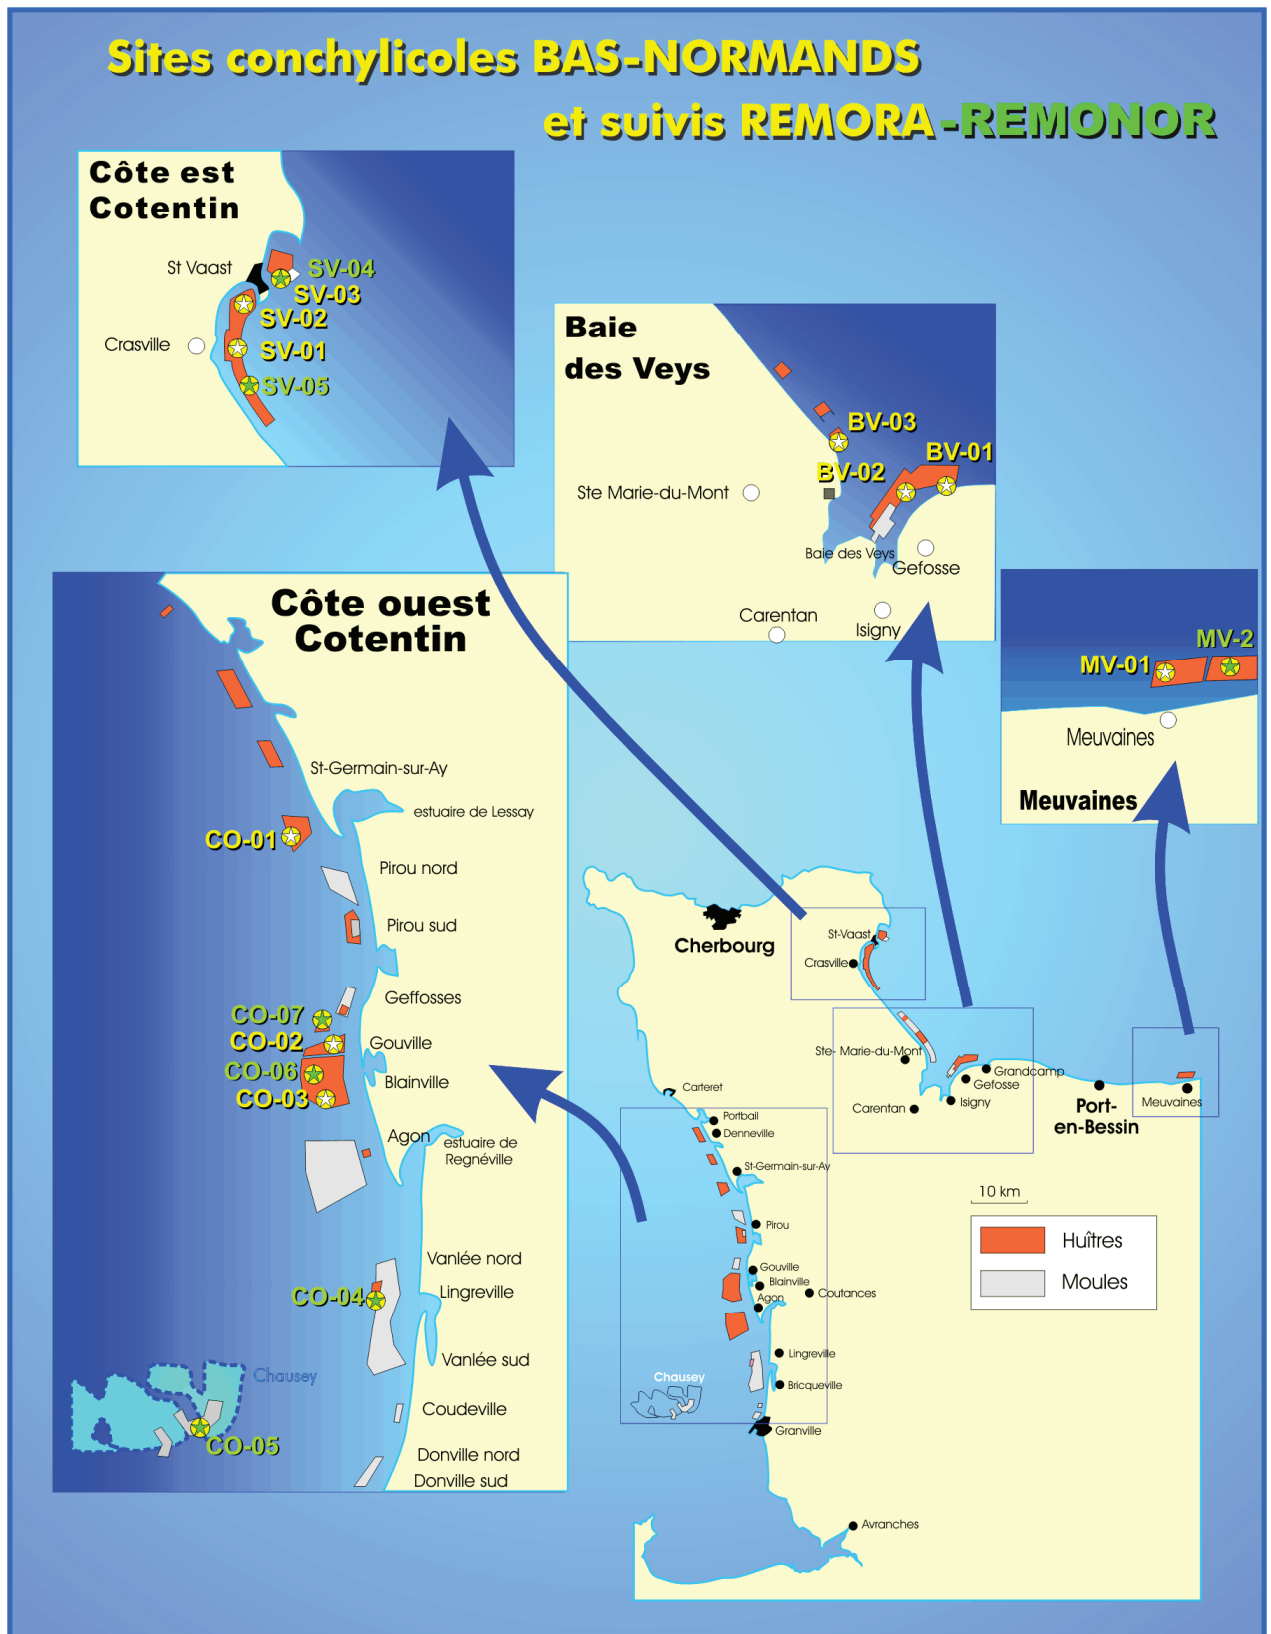 Sites conchylicoles BAS-NORMANDS
et suivis REMORA-REMONOR
Côte est
Cotentin
St Vaast
SV-04
SV-03
SV-02
Crasville
SV-01
SV-05
Baie
des Veys
BV-03
BV-01
BV-02
Ste Marie-du-Mont
Baie des Veys
Gefosse
Carentan
Isigny
MV-2
MV-01
Meuvaines
Meuvaines
Côte ouest
Cotentin
St-Germain-sur-Ay
estuaire de Lessay
CO-01
Pirou nord
Pirou sud
Geffosses
CO-07
CO-02
Gouville
CO-06
Blainville
CO-03
Agon
estuaire de
Regnéville
Vanlée nord
Lingreville
CO-04
Vanlée sud
Chausey
Coudeville
CO-05
Donville nord
Donville sud
Cherbourg
St-Vaast
Crasville
Ste- Marie-du-Mont
Grandcamp
Gefosse
Isigny
Carentan
Port-
en-Bessin
Meuvaines
Carteret
Portbail
Denneville
St-Germain-sur-Ay
Pirou
Gouville
Blainville
Agon
Coutances
Lingreville
Chausey
Bricqueville
Granville
Avranches
10 km
Huîtres
Moules